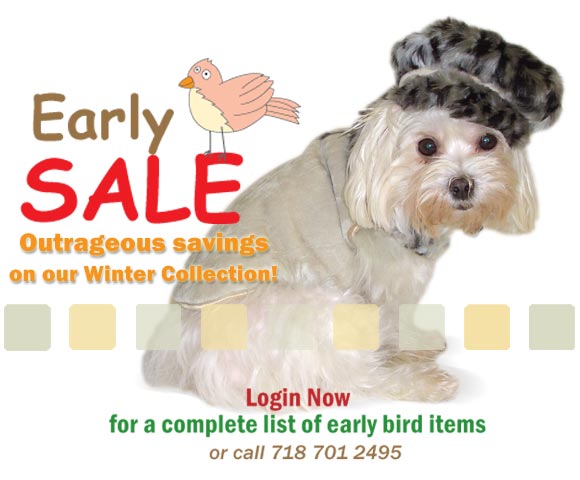 Early
SALE
Outrageous savings
on our Winter Collection!
Login Now
for a complete list of early bird items
or call 718 701 2495